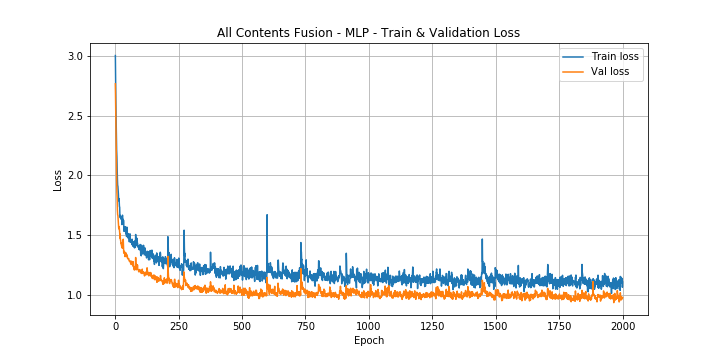 All Contents Fusion - MLP - Train & Validation Loss
Train loss
Val loss
3.0
2.5
2.0
1.5
1.0
Loss
0 250 500 750 1000 1250 1500 1750 2000
Epoch